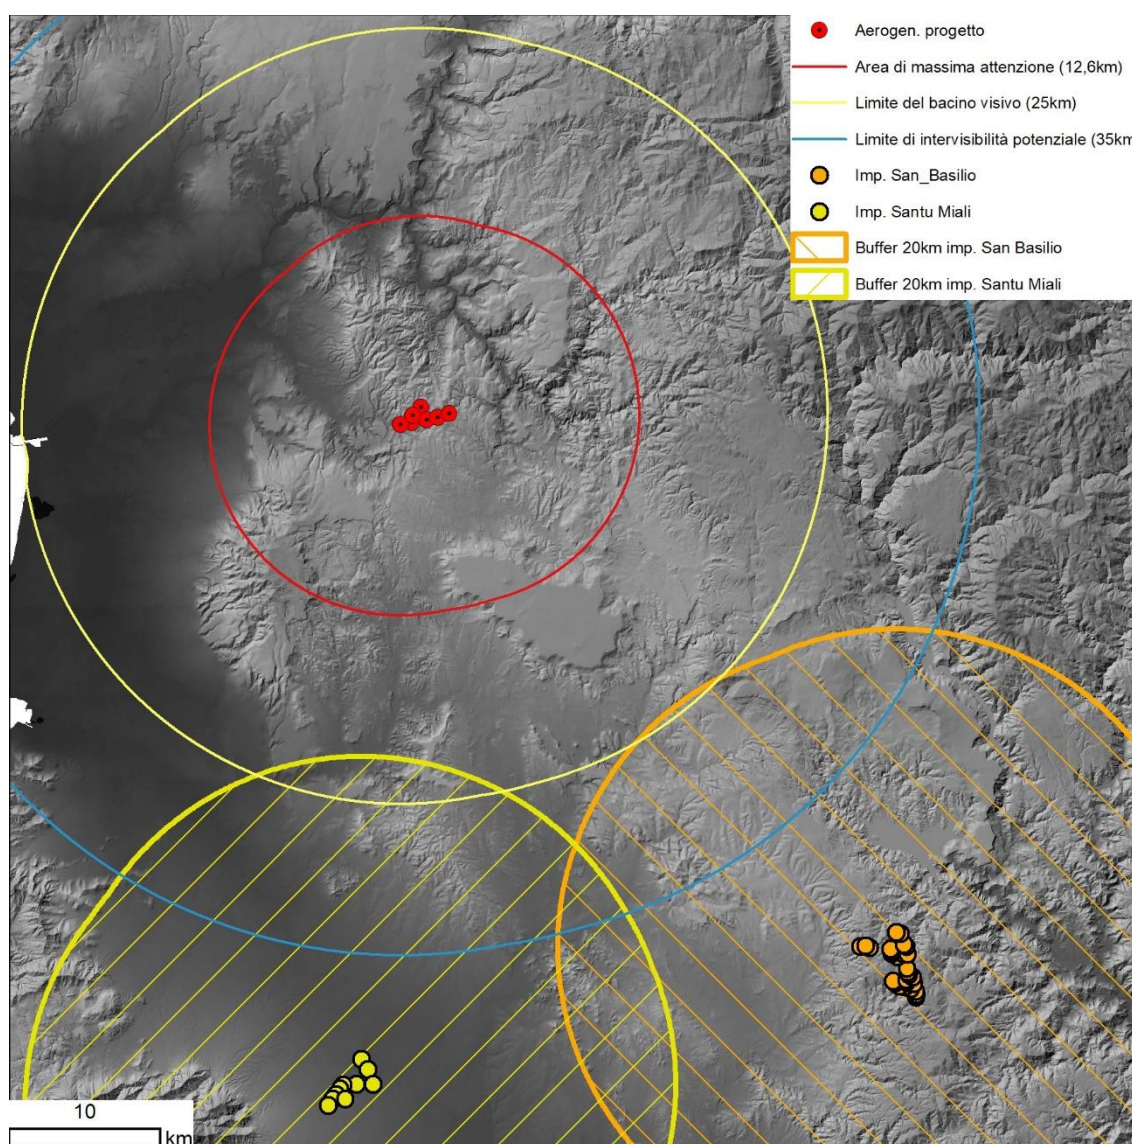 Aerogen. progetto
Area di massima attenzione (12,6km)
Limite del bacino visivo (25km)
Limite di intervisibilità potenziale (35km
Imp. San_Basilio
Imp. Santu Miali
Buffer 20km imp. San Basilio
Buffer 20km imp. Santu Miali
10
km